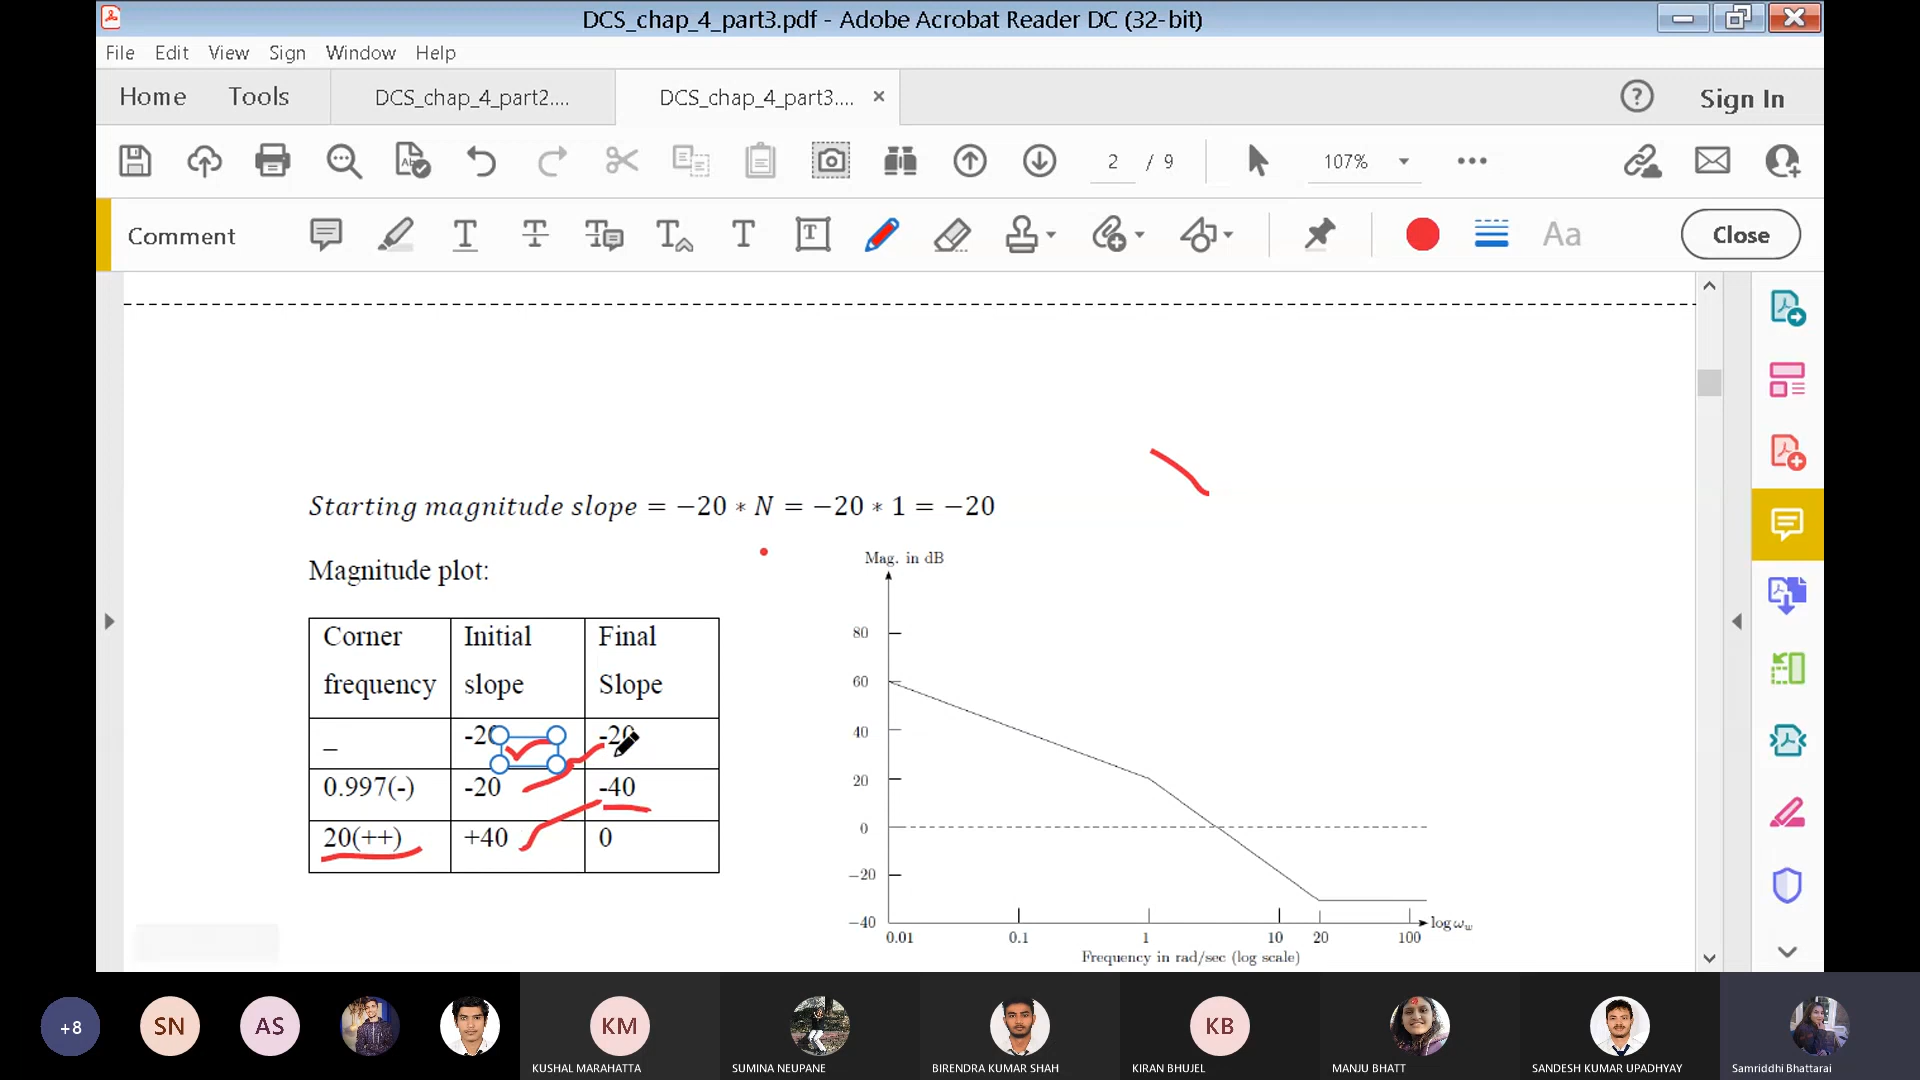 DCS_chap_4_part3.pdf - Adobe Acrobat Reader DC (32-bit)
File Edit View Sign Window Help
Home Tools DCS_chap_4_part2.... DCS_chap_4_part3.... × ? Sign In
2 / 9 107%
Comment T T T T T T Aa Close
Starting magnitude slope = −20 ∗ N = −20 ∗ 1 = −20
Magnitude plot:
Corner frequency Initial slope Final Slope
_ -20 -20
0.997(-) -20 -40
20(++) +40 0
Mag. in dB
80
60
40
20
0
−20
−40
0.01 0.1 1 10 20 100 log ω_w
Frequency in rad/sec (log scale)
+8 SN AS KM KB
KUSHAL MARAHATTA SUMINA NEUPANE BIRENDRA KUMAR SHAH KIRAN BHUJEL MANJU BHATT SANDESH KUMAR UPADHYAY Samriddhi Bhattarai